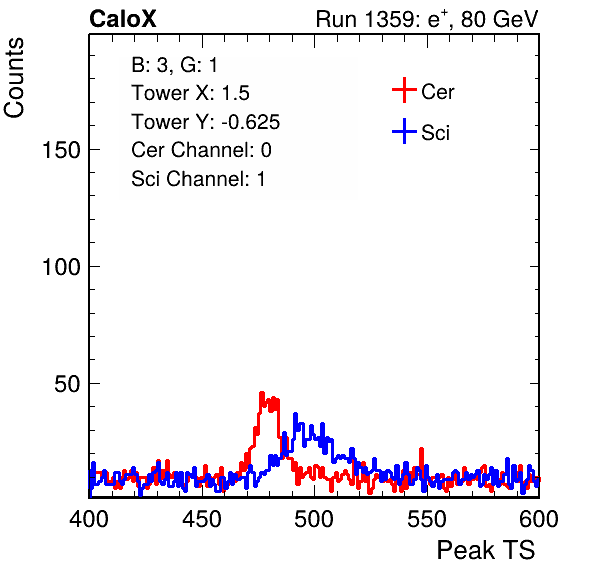 CaloX
Run 1359: e⁺, 80 GeV
Counts
B: 3, G: 1
Tower X: 1.5
Tower Y: -0.625
Cer Channel: 0
Sci Channel: 1
Cer
Sci
150
100
50
400 450 500 550 600
Peak TS